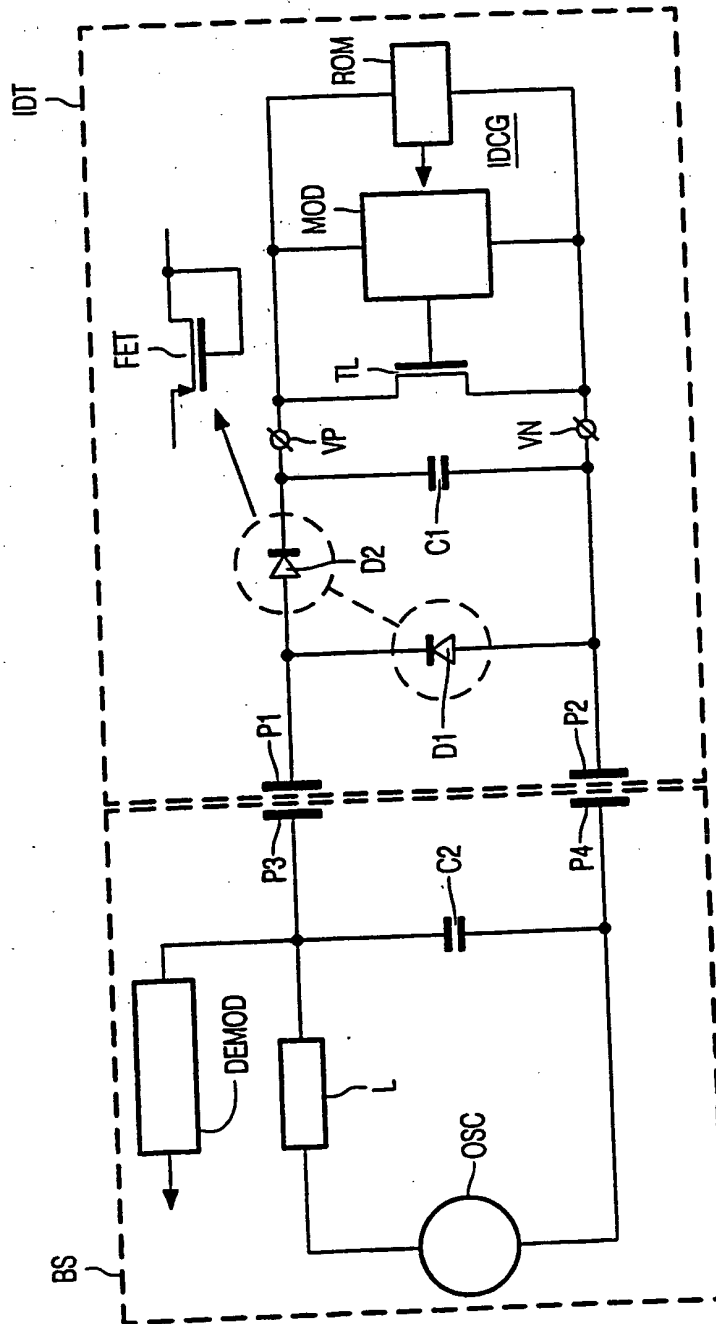 IDT
ROM
IDCG
MOD
FET
TL
VP
VN
C1
D2
D1
P1
P2
P3
P4
C2
DEMOD
L
OSC
BS